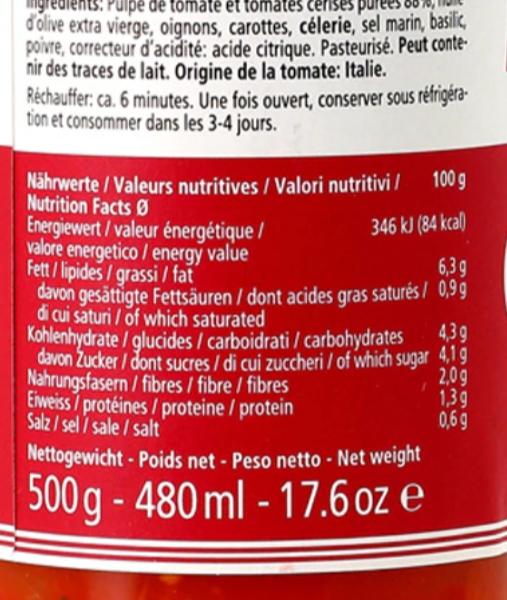 Ingrédients: Pulpe de tomate et tomates cerises purées 88%, huile
d'olive extra vierge, oignons, carottes, célerie, sel marin, basilic,
poivre, correcteur d'acidité: acide citrique. Pasteurisé. Peut conte-
nir des traces de lait. Origine de la tomate: Italie.
Réchauffer: ca. 6 minutes. Une fois ouvert, conserver sous réfrigéra-
tion et consommer dans les 3-4 jours.
Nährwerte / Valeurs nutritives / Valori nutritivi / 100 g
Nutrition Facts Ø
Energiewert / valeur énergétique / 346 kJ (84 kcal)
valore energetico / energy value
Fett / lipides / grassi / fat 6,3 g
davon gesättigte Fettsäuren / dont acides gras saturés / 0,9 g
di cui saturi / of which saturated
Kohlenhydrate / glucides / carboidrati / carbohydrates 4,3 g
davon Zucker / dont sucres / di cui zuccheri / of which sugar 4,1 g
Nahrungsfasern / fibres / fibre / fibres 2,0 g
Eiweiss / protéines / proteine / protein 1,3 g
Salz / sel / sale / salt 0,6 g
Nettogewicht - Poids net - Peso netto - Net weight
500 g - 480 ml - 17.6 oz e